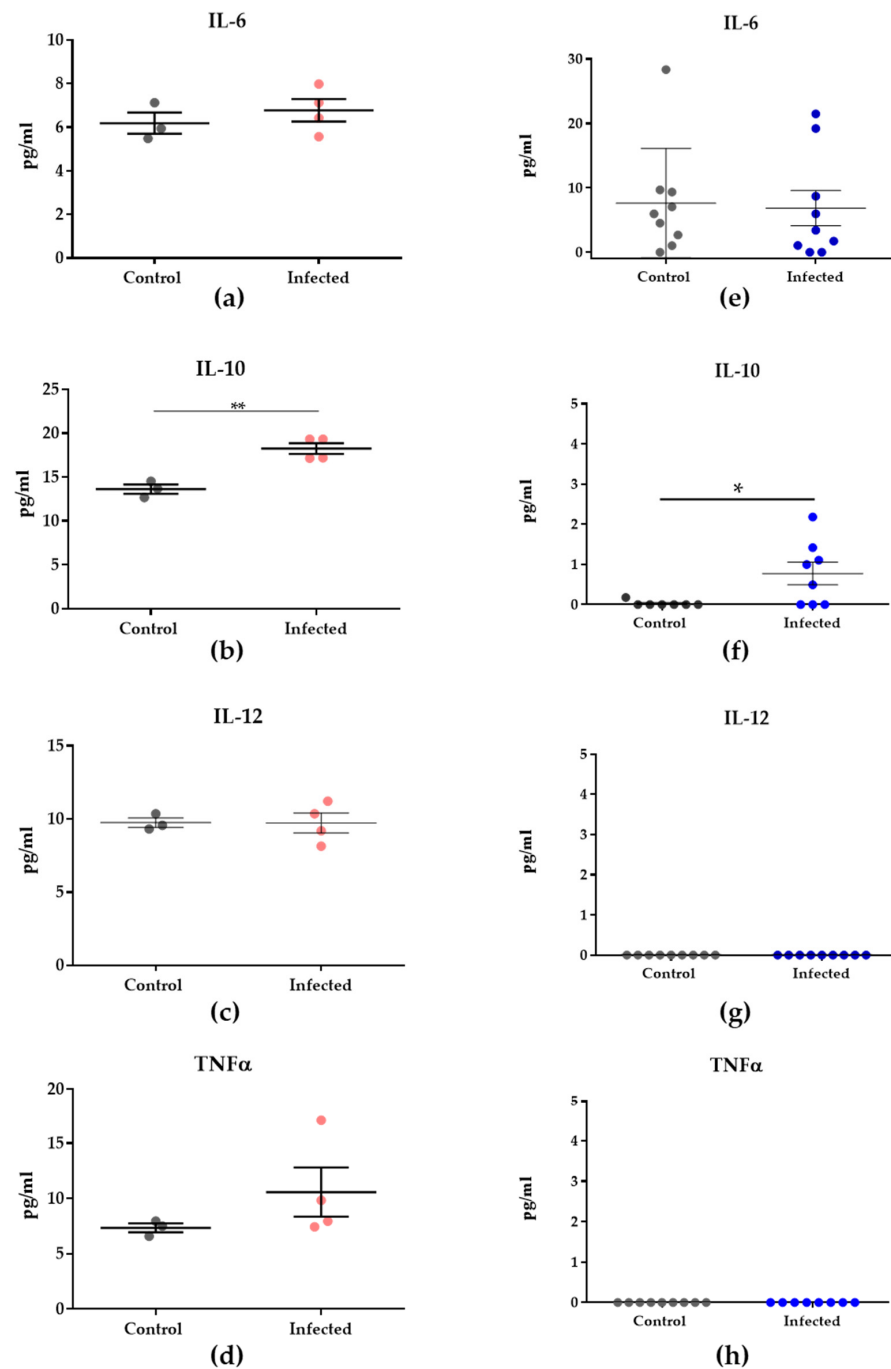 IL-6
10
8
6
4
2
0
pg/ml
Control
Infected
(a)
IL-6
30
20
10
0
pg/ml
Control
Infected
(e)
IL-10
25
20
15
10
5
0
pg/ml
**
Control
Infected
(b)
IL-10
5
4
3
2
1
0
pg/ml
*
Control
Infected
(f)
IL-12
15
10
5
0
pg/ml
Control
Infected
(c)
IL-12
5
4
3
2
1
0
pg/ml
Control
Infected
(g)
TNFα
20
15
10
5
0
pg/ml
Control
Infected
(d)
TNFα
5
4
3
2
1
0
pg/ml
Control
Infected
(h)